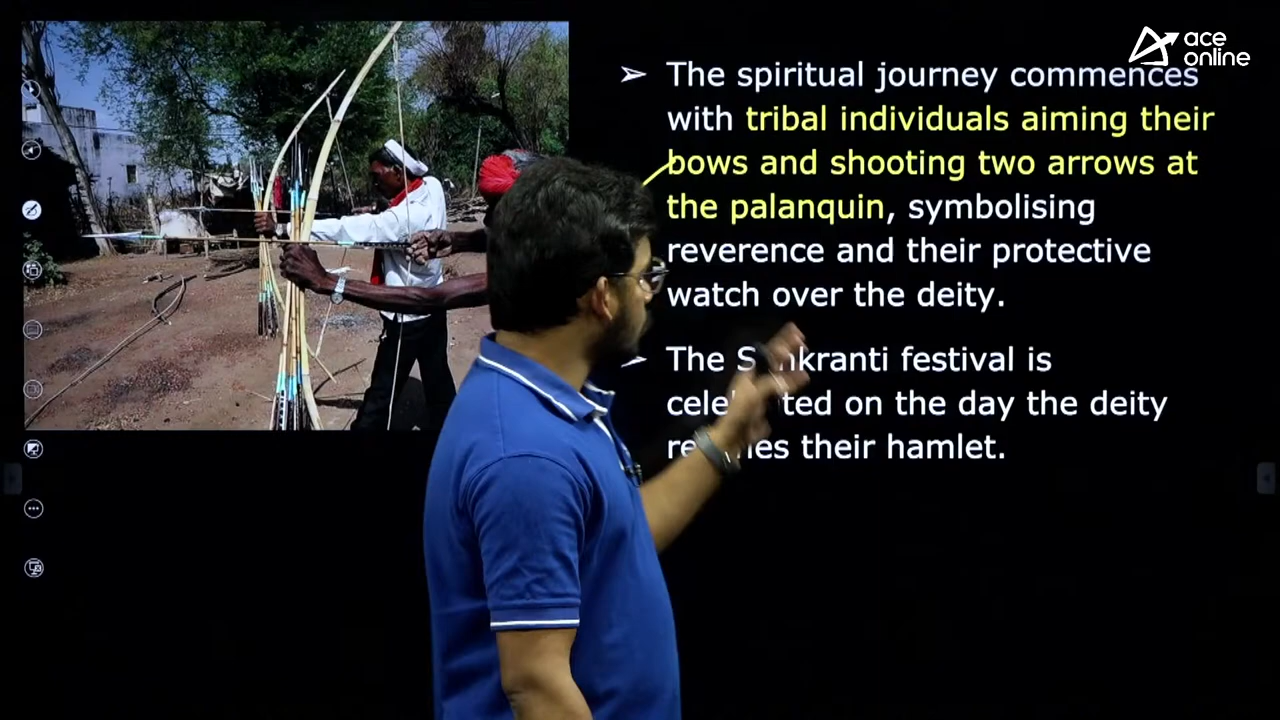 ace
online
➢ The spiritual journey commences
with tribal individuals aiming their
bows and shooting two arrows at
the palanquin, symbolising
reverence and their protective
watch over the deity.
The festival is
on the day the deity
their hamlet.